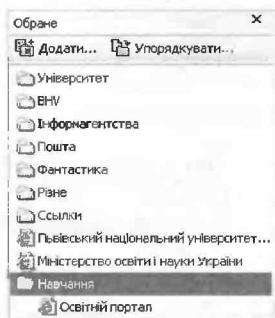 Обране
Додати... Упорядкувати...
Університет
BHV
Інформагентства
Пошта
Фантастика
Різне
Ссылки
Львівський національний університет...
Міністерство освіти і науки України
Навчання
Освітній портал